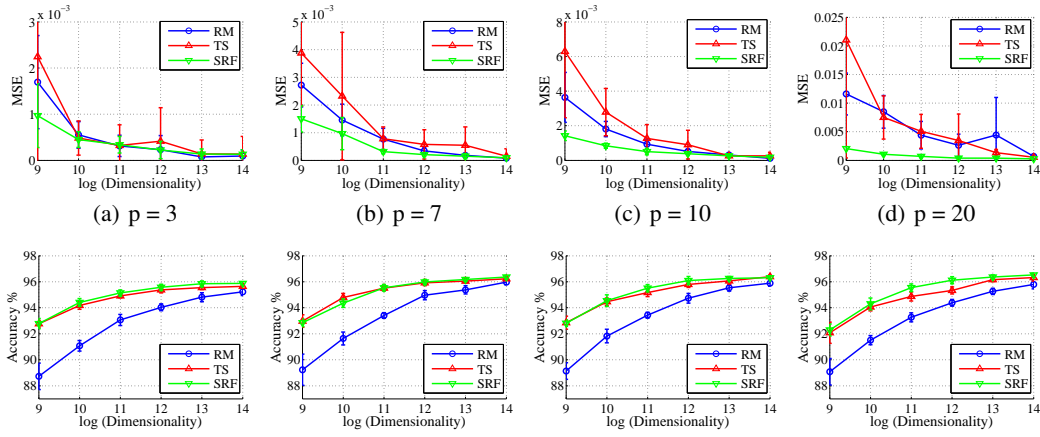 x 10⁻³
3
2
1
0
MSE
9 10 11 12 13 14
log (Dimensionality)
RM
TS
SRF
(a) p = 3
x 10⁻³
5
4
3
2
1
0
MSE
9 10 11 12 13 14
log (Dimensionality)
RM
TS
SRF
(b) p = 7
x 10⁻³
8
6
4
2
0
MSE
9 10 11 12 13 14
log (Dimensionality)
RM
TS
SRF
(c) p = 10
0.025
0.02
0.015
0.01
0.005
0
MSE
9 10 11 12 13 14
log (Dimensionality)
RM
TS
SRF
(d) p = 20
98
96
94
92
90
88
Accuracy %
9 10 11 12 13 14
log (Dimensionality)
RM
TS
SRF
98
96
94
92
90
88
Accuracy %
9 10 11 12 13 14
log (Dimensionality)
RM
TS
SRF
98
96
94
92
90
88
Accuracy %
9 10 11 12 13 14
log (Dimensionality)
RM
TS
SRF
98
96
94
92
90
88
Accuracy %
9 10 11 12 13 14
log (Dimensionality)
RM
TS
SRF